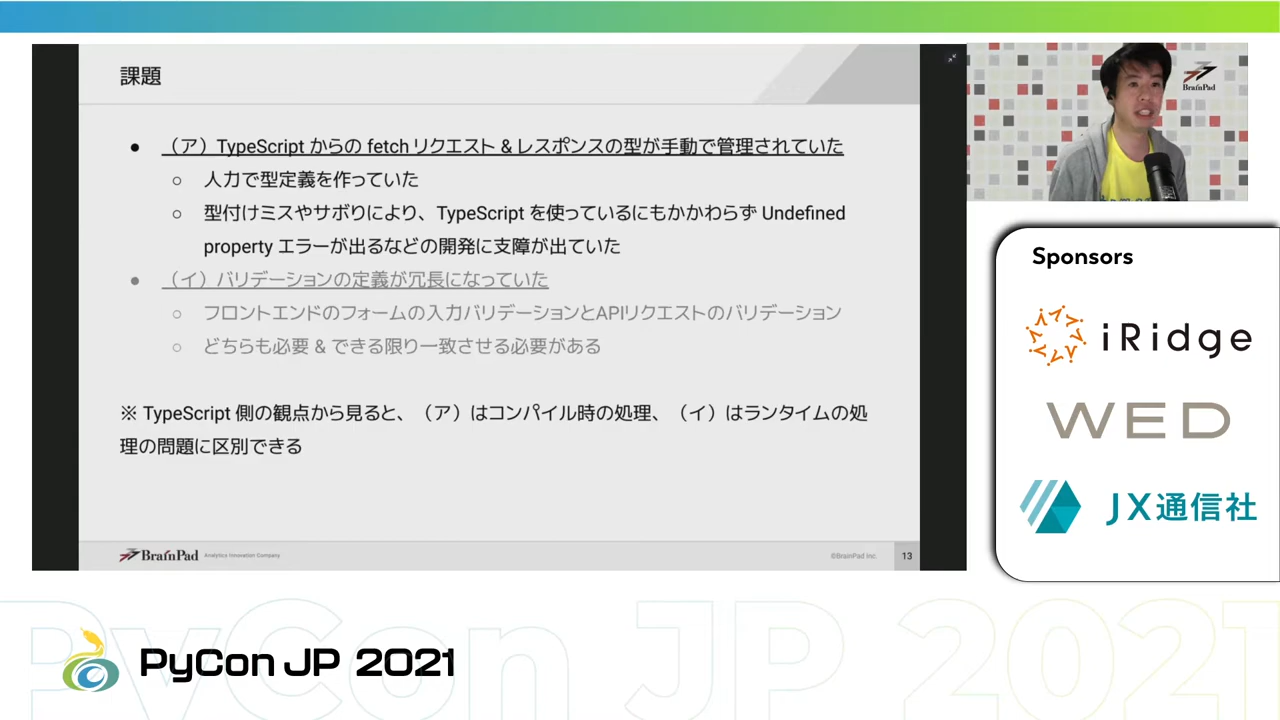 課題
● （ア）TypeScript からの fetch リクエスト & レスポンスの型が手動で管理されていた
○ 人力で型定義を作っていた
○ 型付けミスやサボりにより、TypeScript を使っているにもかかわらず Undefined
property エラーが出るなどの開発に支障が出ていた
● （イ）バリデーションの定義が冗長になっていた
○ フロントエンドのフォームの入力バリデーションとAPIリクエストのバリデーション
○ どちらも必要 & できる限り一致させる必要がある
※ TypeScript 側の観点から見ると、（ア）はコンパイル時の処理、（イ）はランタイムの処
理の問題に区別できる
BrainPad Analytics Innovation Company
©BrainPad Inc.
13
BrainPad
Sponsors
iRidge
WED
JX通信社
PyCon JP 2021
PyCon JP 2021